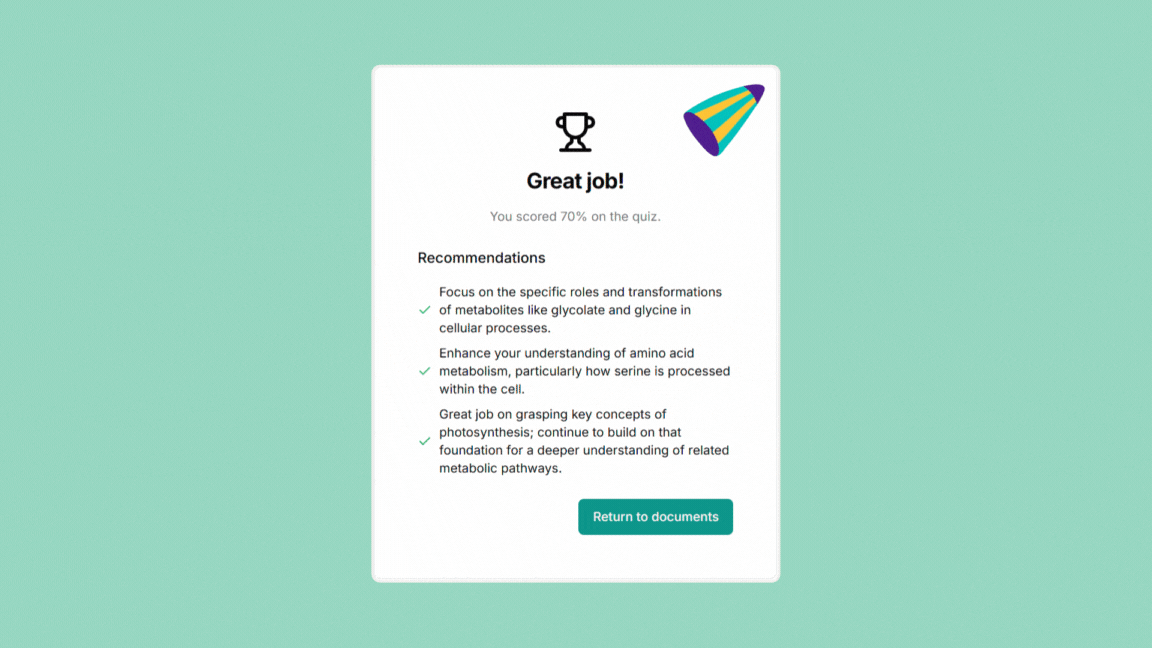 Great job!
You scored 70% on the quiz.
Recommendations
Focus on the specific roles and transformations
of metabolites like glycolate and glycine in
cellular processes.
Enhance your understanding of amino acid
metabolism, particularly how serine is processed
within the cell.
Great job on grasping key concepts of
photosynthesis; continue to build on that
foundation for a deeper understanding of related
metabolic pathways.
Return to documents